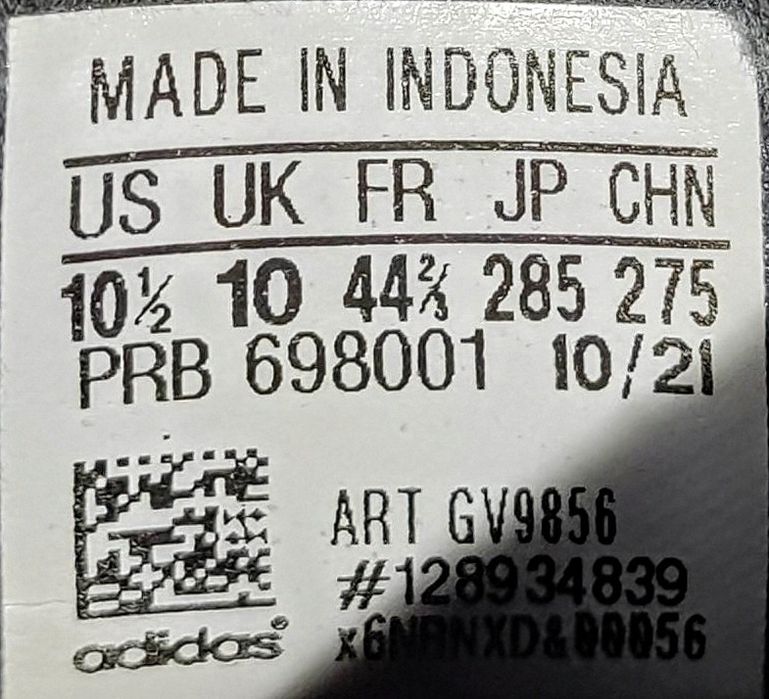 MADE IN INDONESIA
US UK FR JP CHN
10½ 10 44⅔ 285 275
PRB 698001 10/21
ART GV9856
#128934839
adidas®